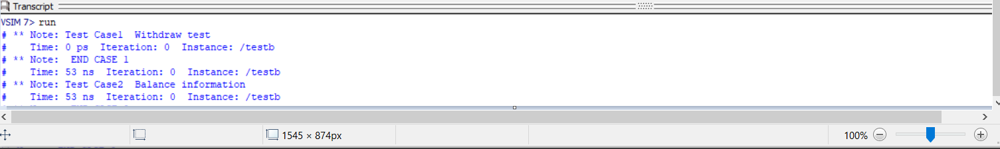 Transcript
VSIM 7> run
# ** Note: Test Case1  Withdraw test
#    Time: 0 ps  Iteration: 0  Instance: /testb
# ** Note:  END CASE 1
#    Time: 53 ns  Iteration: 0  Instance: /testb
# ** Note: Test Case2  Balance information
#    Time: 53 ns  Iteration: 0  Instance: /testb
1545 × 874px
100%